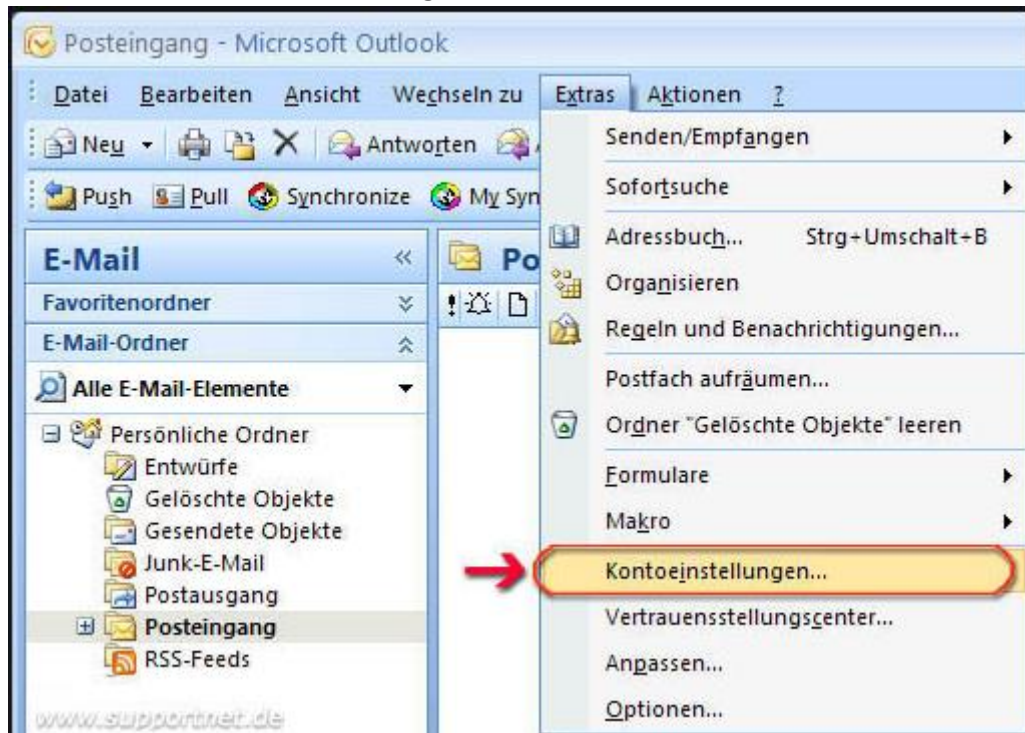 Posteingang - Microsoft Outlook
Datei Bearbeiten Ansicht Wechseln zu Extras Aktionen ?
Neu Antworten
Push Pull Synchronize My Syn
E-Mail
Favoritenordner
E-Mail-Ordner
Alle E-Mail-Elemente
Persönliche Ordner
Entwürfe
Gelöschte Objekte
Gesendete Objekte
Junk-E-Mail
Postausgang
Posteingang
RSS-Feeds
www.supportnet.de
Po
Senden/Empfangen
Sofortsuche
Adressbuch... Strg+Umschalt+B
Organisieren
Regeln und Benachrichtigungen...
Postfach aufräumen...
Ordner "Gelöschte Objekte" leeren
Formulare
Makro
Kontoeinstellungen...
Vertrauensstellungscenter...
Anpassen...
Optionen...